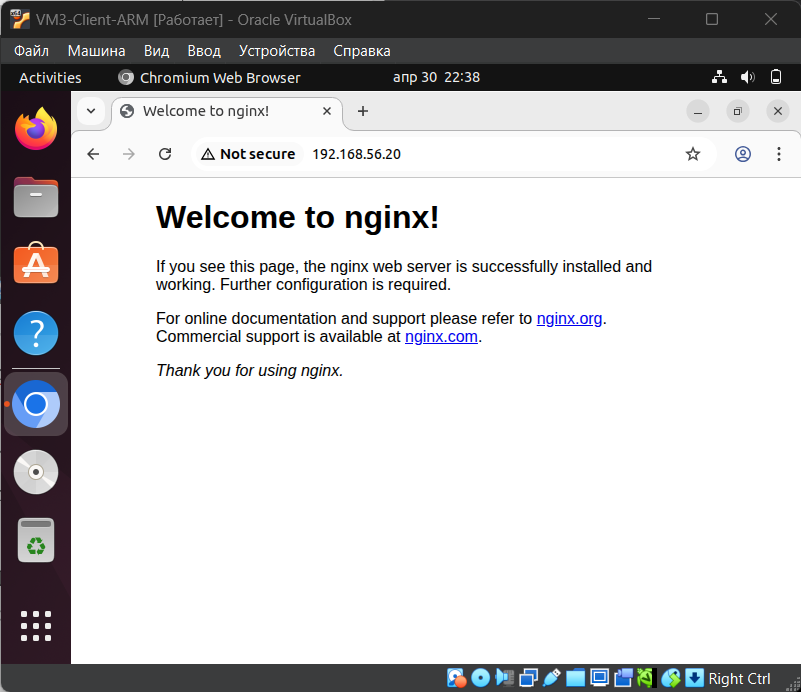 VM3-Client-ARM [Работает] - Oracle VirtualBox
Файл Машина Вид Ввод Устройства Справка
Activities Chromium Web Browser апр 30 22:38
Welcome to nginx!
Not secure 192.168.56.20
Welcome to nginx!
If you see this page, the nginx web server is successfully installed and
working. Further configuration is required.
For online documentation and support please refer to nginx.org.
Commercial support is available at nginx.com.
Thank you for using nginx.
Right Ctrl